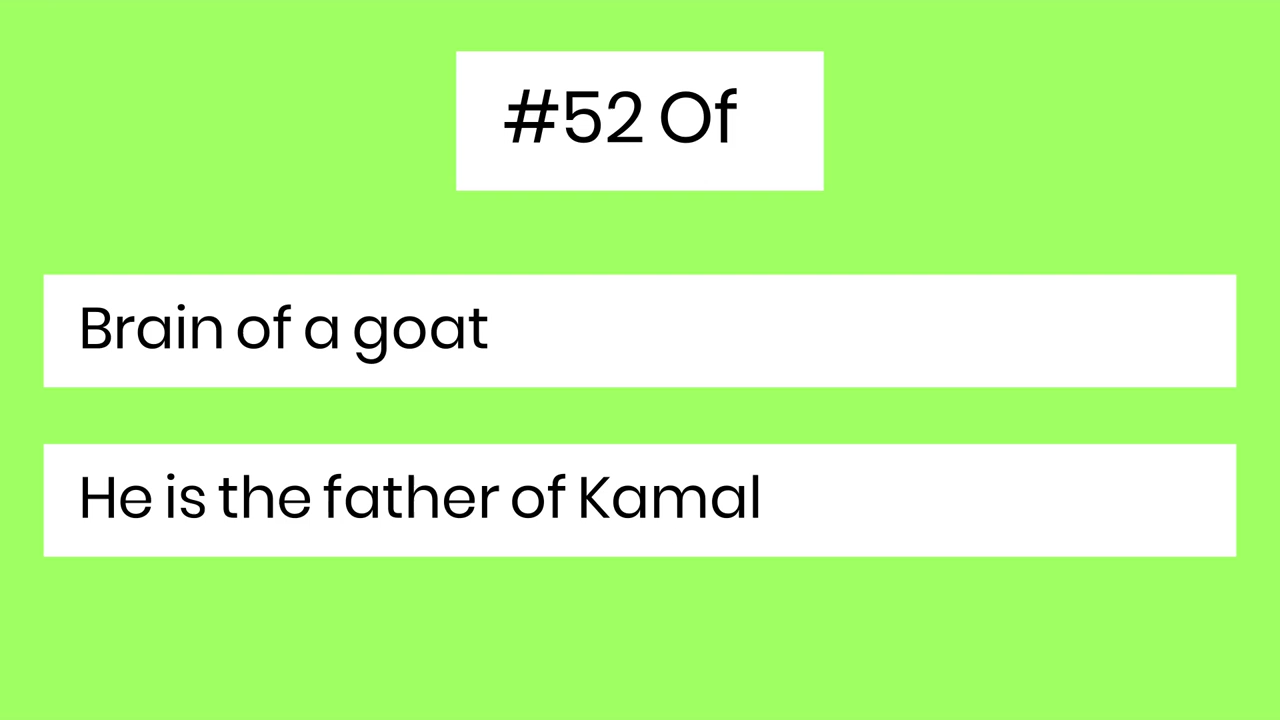 #52 Of
Brain of a goat
He is the father of Kamal